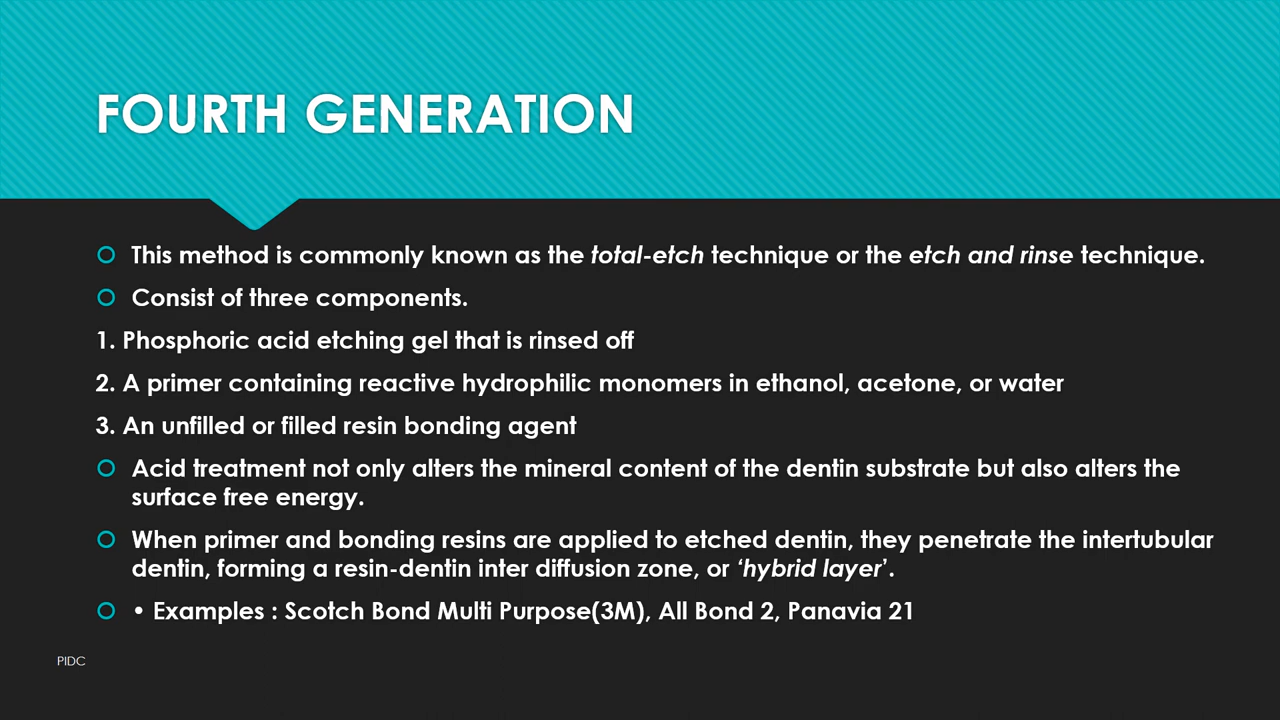 FOURTH GENERATION
This method is commonly known as the total-etch technique or the etch and rinse technique.
Consist of three components.
1. Phosphoric acid etching gel that is rinsed off
2. A primer containing reactive hydrophilic monomers in ethanol, acetone, or water
3. An unfilled or filled resin bonding agent
Acid treatment not only alters the mineral content of the dentin substrate but also alters the
surface free energy.
When primer and bonding resins are applied to etched dentin, they penetrate the intertubular
dentin, forming a resin-dentin inter diffusion zone, or ‘hybrid layer’.
• Examples : Scotch Bond Multi Purpose(3M), All Bond 2, Panavia 21
PIDC